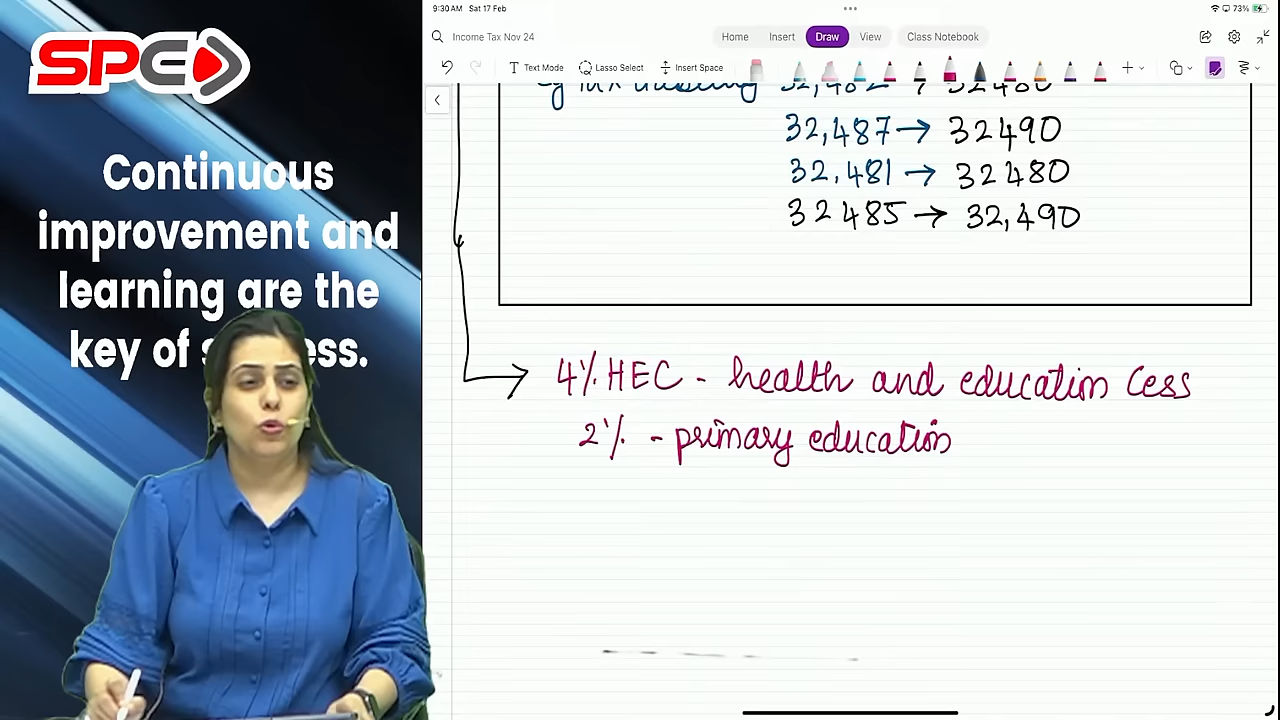 9:30 AM Sat 17 Feb
73%
SPC
Income Tax Nov 24
Home Insert Draw View Class Notebook
Text Mode Lasso Select Insert Space
Continuous
improvement and
learning are the
key of
32,487 → 32490
32,481 → 32480
32485 → 32,490
4% HEC - health and education Cess
2% - primary education